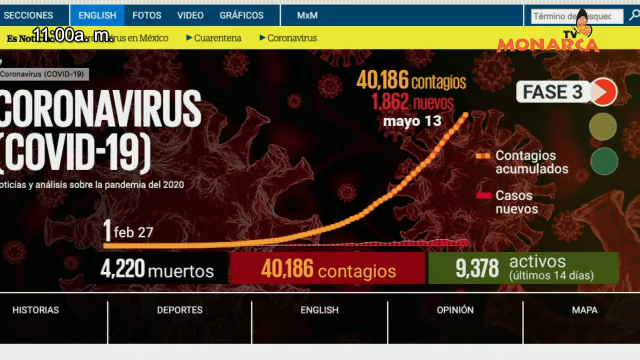 SECCIONES ENGLISH FOTOS VIDEO GRÁFICOS MxM Término de
11:00a. m.
Es en México Cuarentena Coronavirus
TV
MONARCA
Coronavirus (COVID-19)
40,186 contagios
1,862 nuevos
mayo 13
FASE 3
CORONAVIRUS
(COVID-19)
noticias y análisis sobre la pandemia del 2020
Contagios
acumulados
Casos
nuevos
1 feb 27
4,220 muertos 40,186 contagios 9,378 activos
(últimos 14 días)
HISTORIAS DEPORTES ENGLISH OPINIÓN MAPA